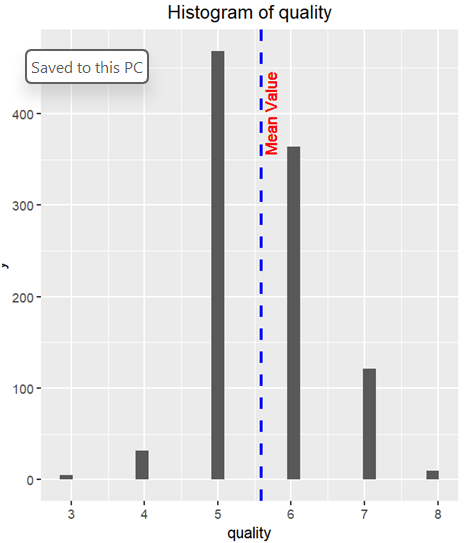 Histogram of quality
Saved to this PC
Mean Value
400
300
200
100
0
3 4 5 6 7 8
quality